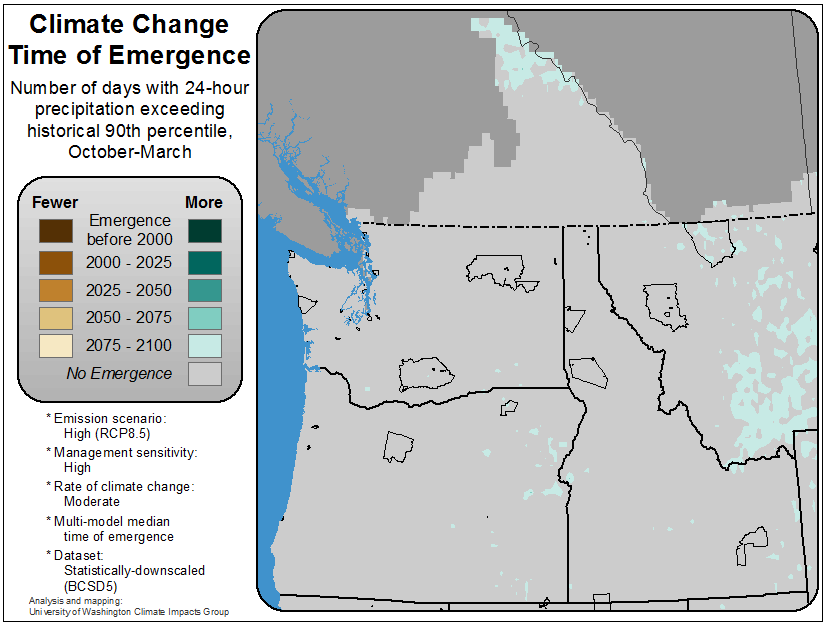 Climate Change
Time of Emergence
Number of days with 24-hour
precipitation exceeding
historical 90th percentile,
October-March
Fewer More
Emergence
before 2000
2000 - 2025
2025 - 2050
2050 - 2075
2075 - 2100
No Emergence
* Emission scenario:
High (RCP8.5)
* Management sensitivity:
High
* Rate of climate change:
Moderate
* Multi-model median
time of emergence
* Dataset:
Statistically-downscaled
(BCSD5)
Analysis and mapping:
University of Washington Climate Impacts Group